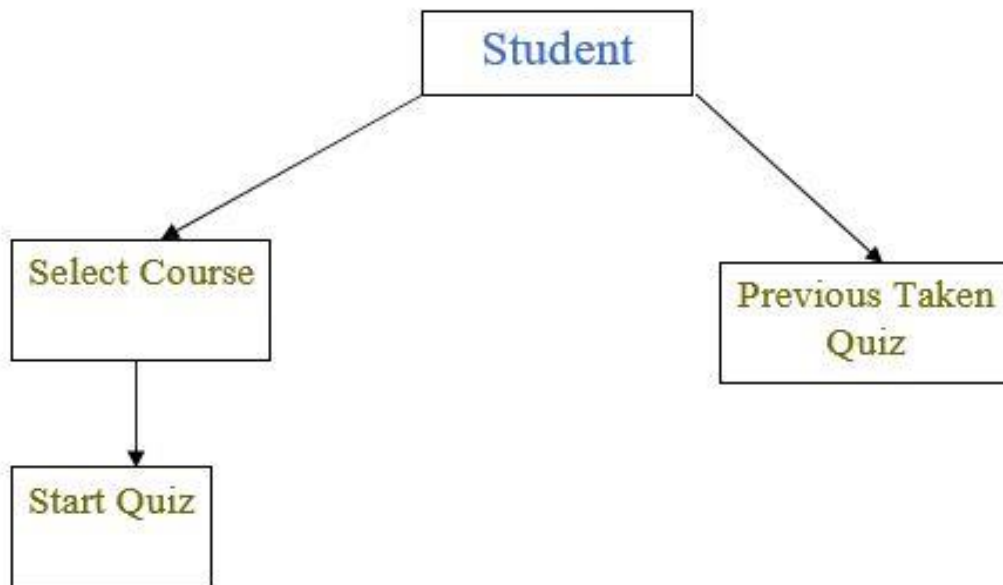 Student
Select Course
Previous Taken
Quiz
Start Quiz